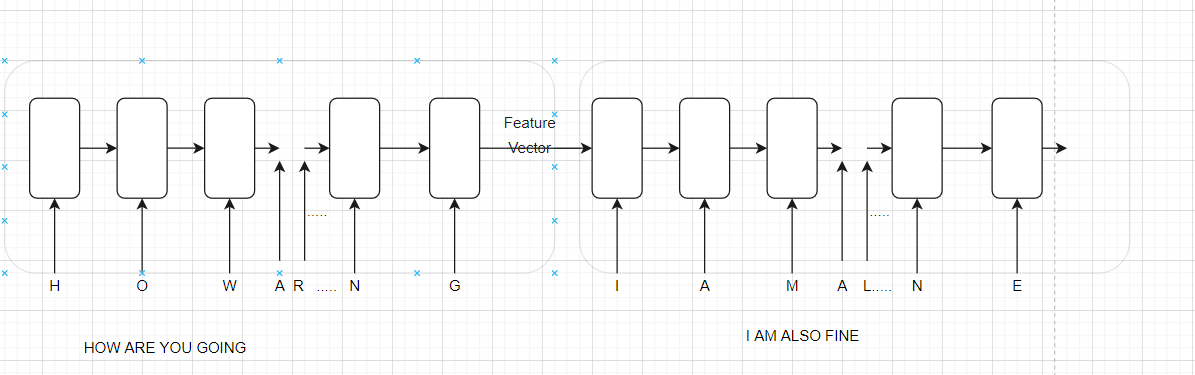 Feature
Vector
.....
.....
H O W A R ..... N G
I A M A L..... N E
HOW ARE YOU GOING
I AM ALSO FINE